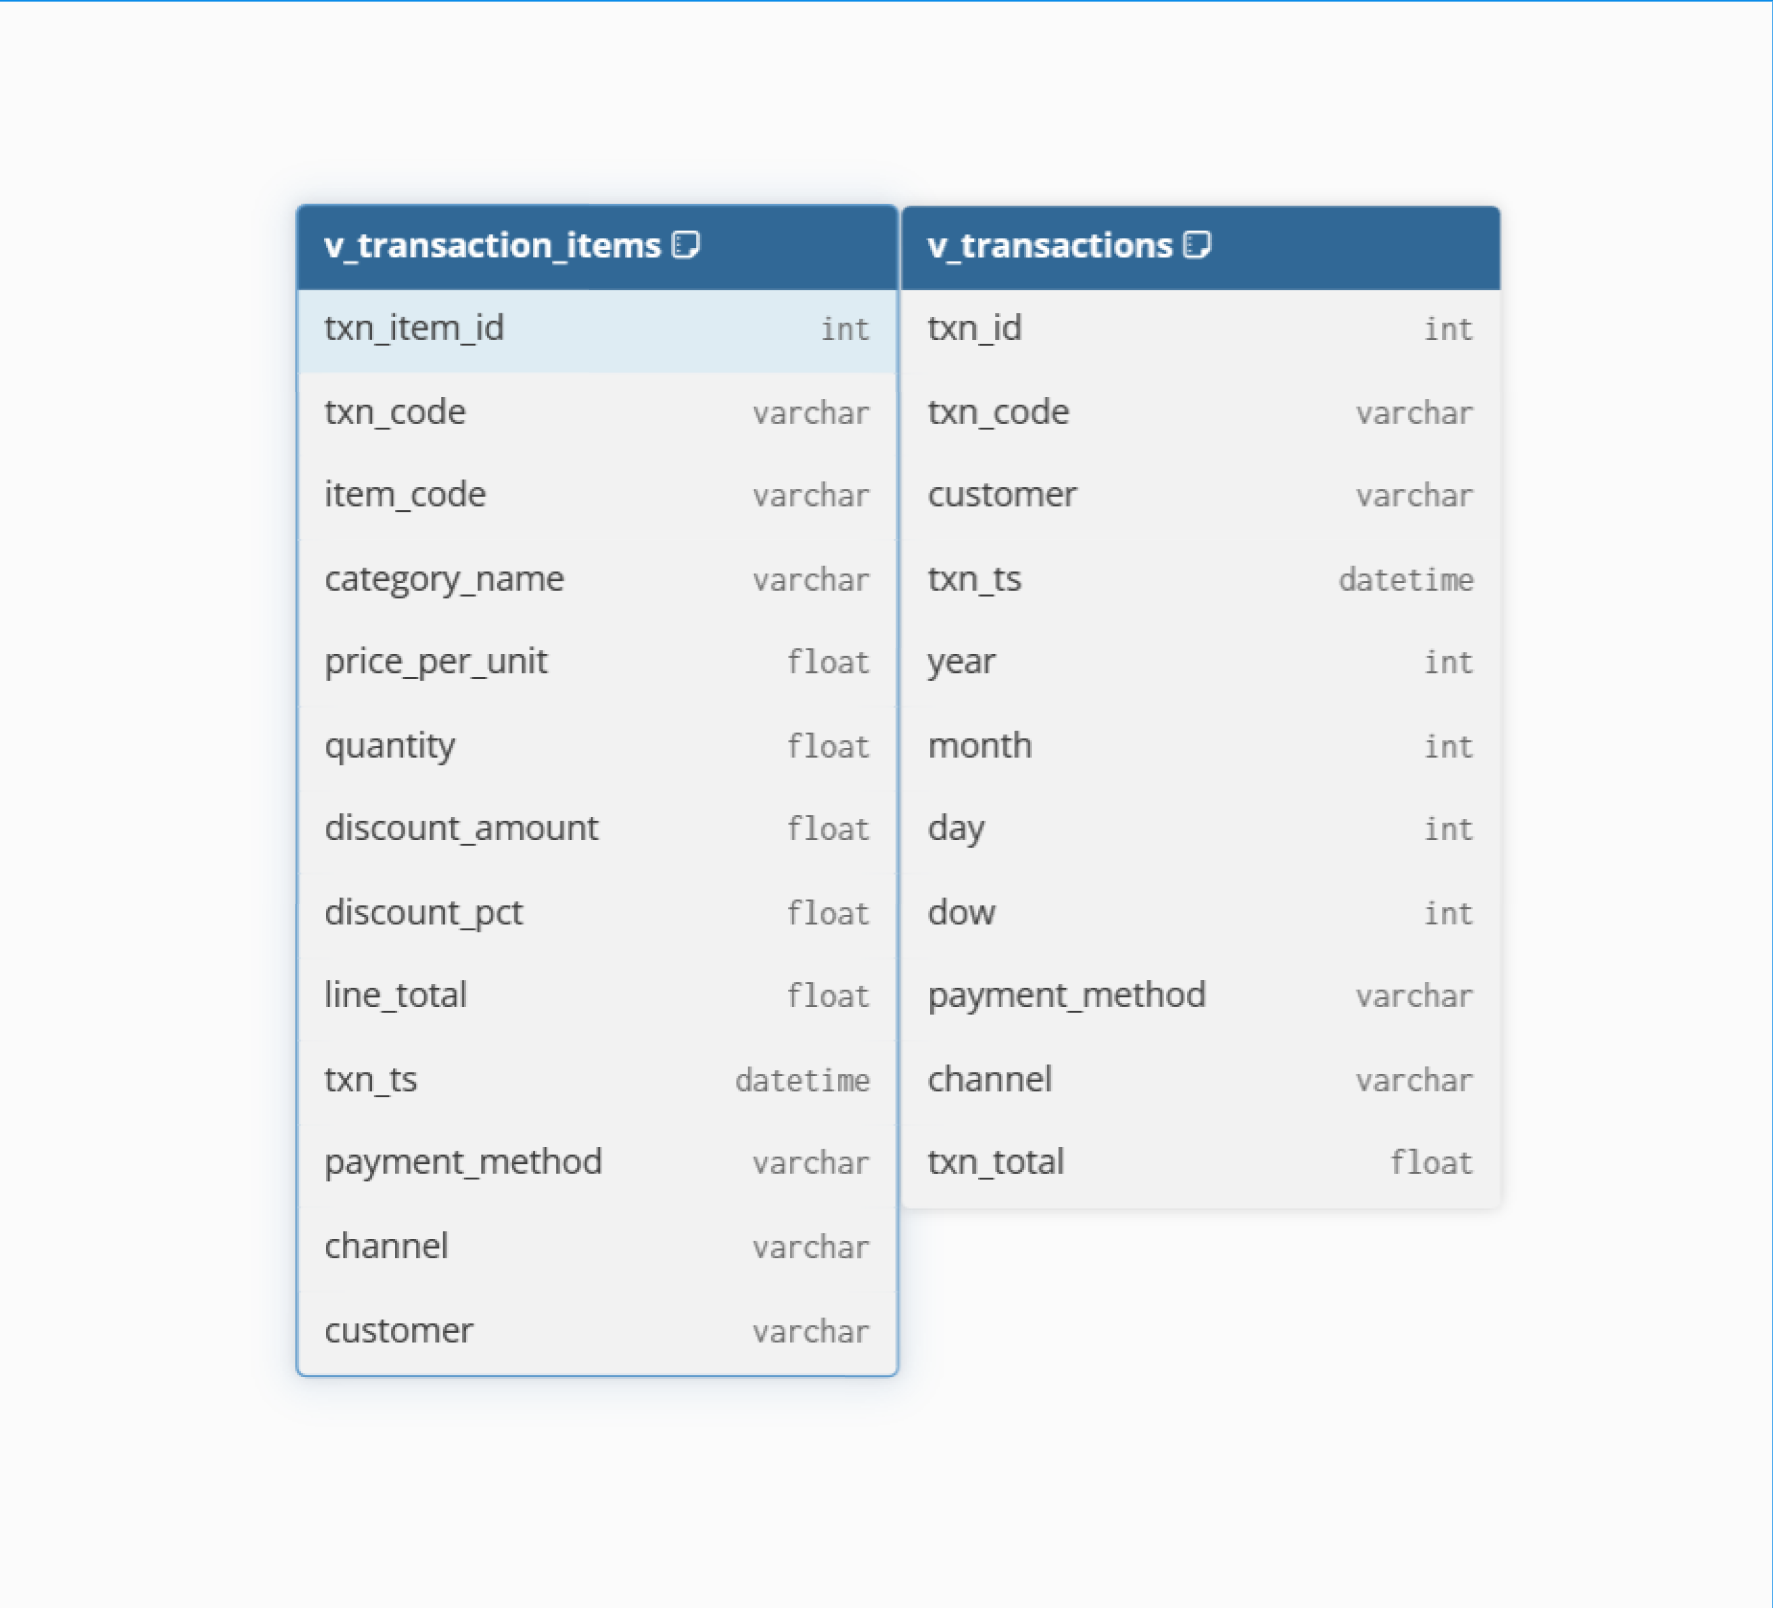 v_transaction_items
txn_item_id int
txn_code varchar
item_code varchar
category_name varchar
price_per_unit float
quantity float
discount_amount float
discount_pct float
line_total float
txn_ts datetime
payment_method varchar
channel varchar
customer varchar
v_transactions
txn_id int
txn_code varchar
customer varchar
txn_ts datetime
year int
month int
day int
dow int
payment_method varchar
channel varchar
txn_total float